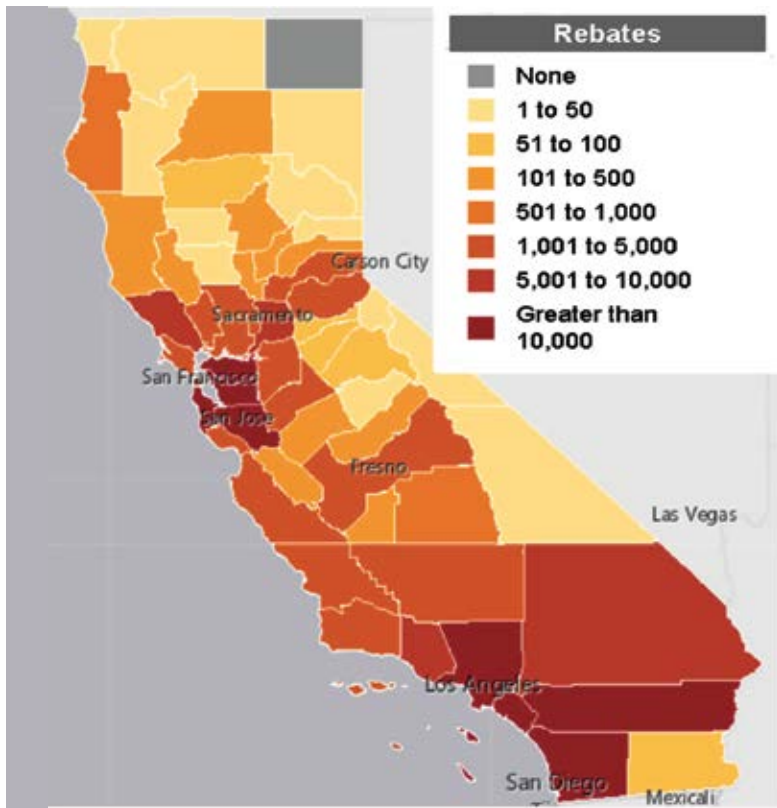 Rebates
None
1 to 50
51 to 100
101 to 500
501 to 1,000
1,001 to 5,000
5,001 to 10,000
Greater than
10,000
Carson City
Sacramento
San Francisco
San Jose
Fresno
Las Vegas
Los Angeles
San Diego
Mexicali